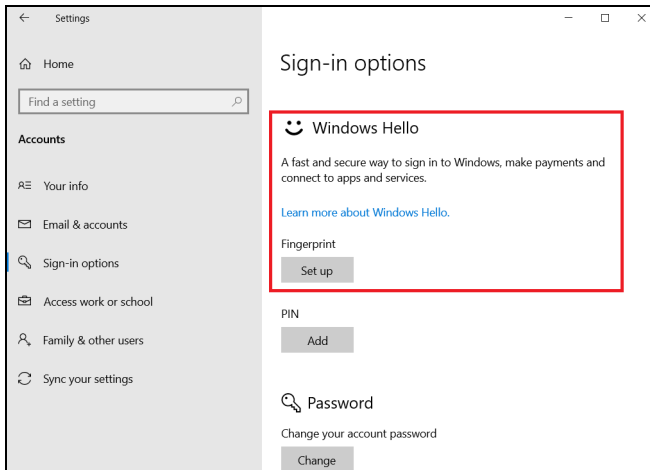 Settings
Home
Find a setting
Accounts
Your info
Email & accounts
Sign-in options
Access work or school
Family & other users
Sync your settings
Sign-in options
Windows Hello
A fast and secure way to sign in to Windows, make payments and
connect to apps and services.
Learn more about Windows Hello.
Fingerprint
Set up
PIN
Add
Password
Change your account password
Change